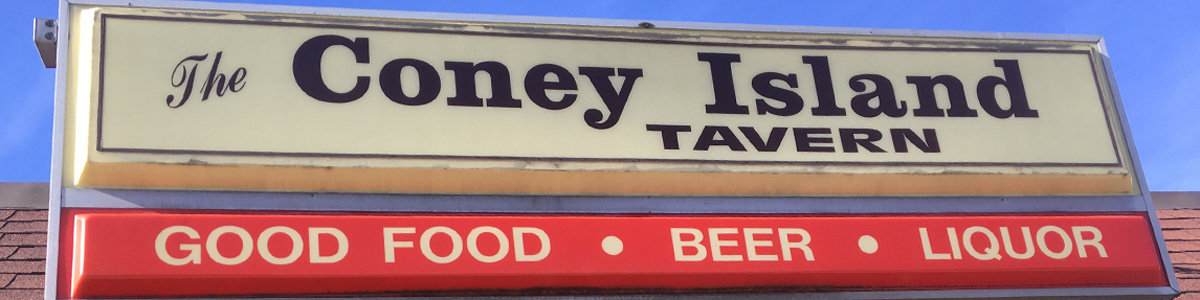 The Coney Island
TAVERN
GOOD FOOD • BEER • LIQUOR